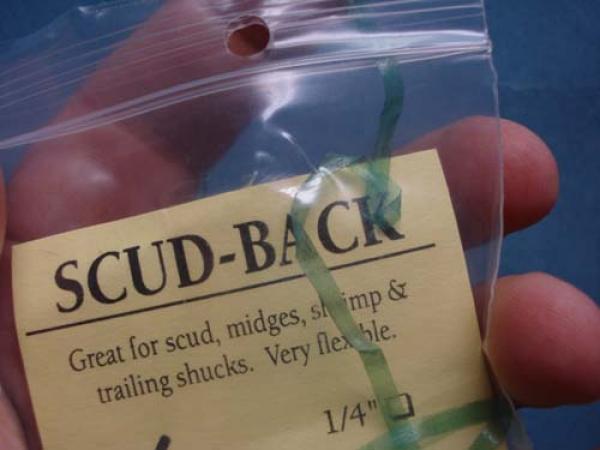 SCUD-BACK
Great for scud, midges, shrimp &
trailing shucks. Very flexible.
1/4"